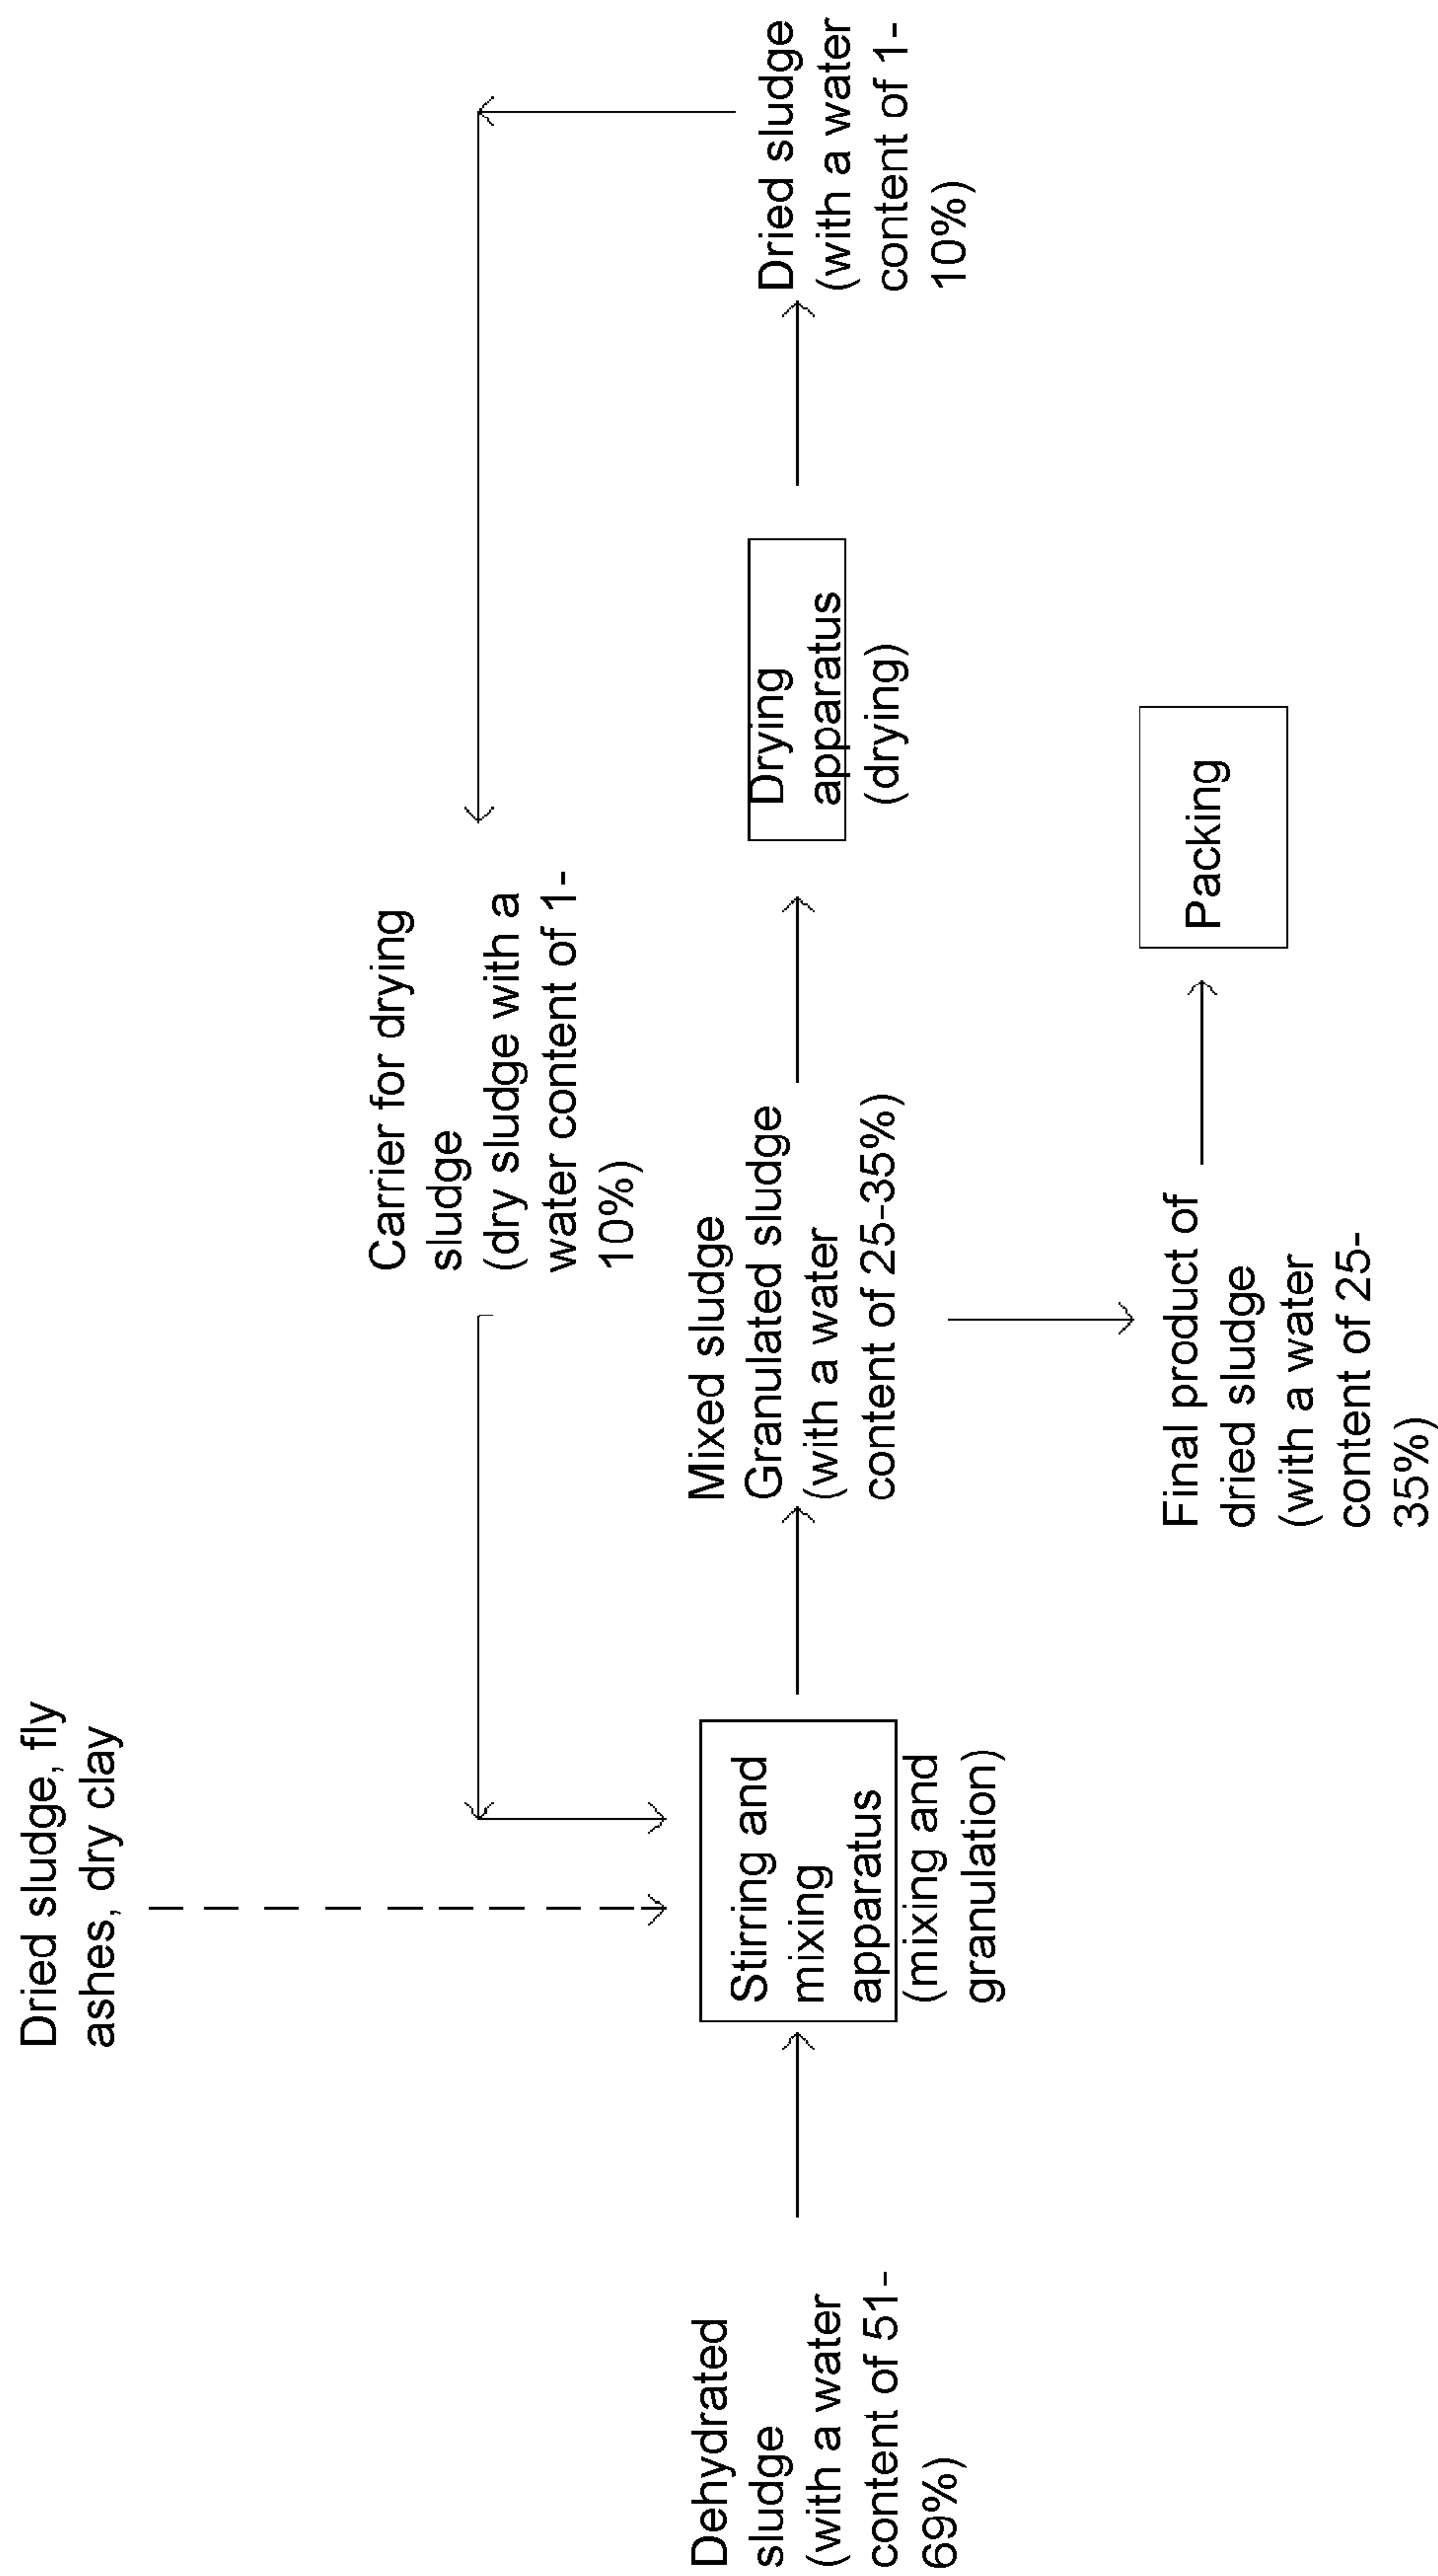 Dried sludge, fly
ashes, dry clay
Carrier for drying
sludge
(dry sludge with a
water content of 1-
10%)
Dehydrated
sludge
(with a water
content of 51-
69%)
Stirring and
mixing
apparatus
(mixing and
granulation)
Mixed sludge
Granulated sludge
(with a water
content of 25-35%)
Drying
apparatus
(drying)
Dried sludge
(with a water
content of 1-
10%)
Final product of
dried sludge
(with a water
content of 25-
35%)
Packing